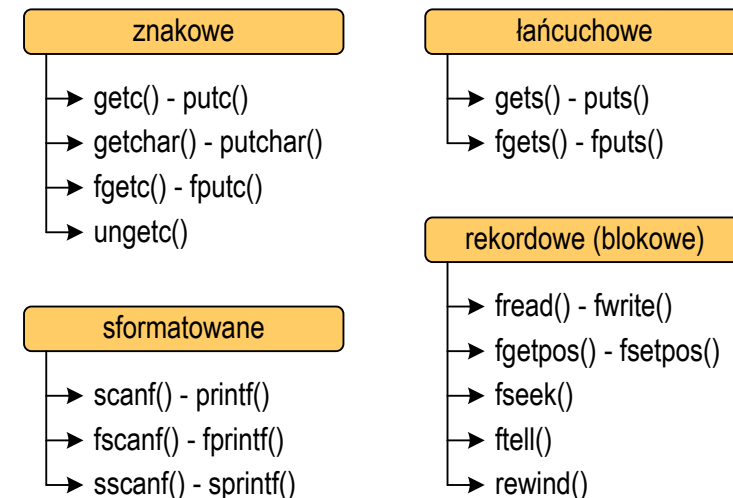 znakowe
getc() - putc()
getchar() - putchar()
fgetc() - fputc()
ungetc()
sformatowane
scanf() - printf()
fscanf() - fprintf()
sscanf() - sprintf()
łańcuchowe
gets() - puts()
fgets() - fputs()
rekordowe (blokowe)
fread() - fwrite()
fgetpos() - fsetpos()
fseek()
ftell()
rewind()